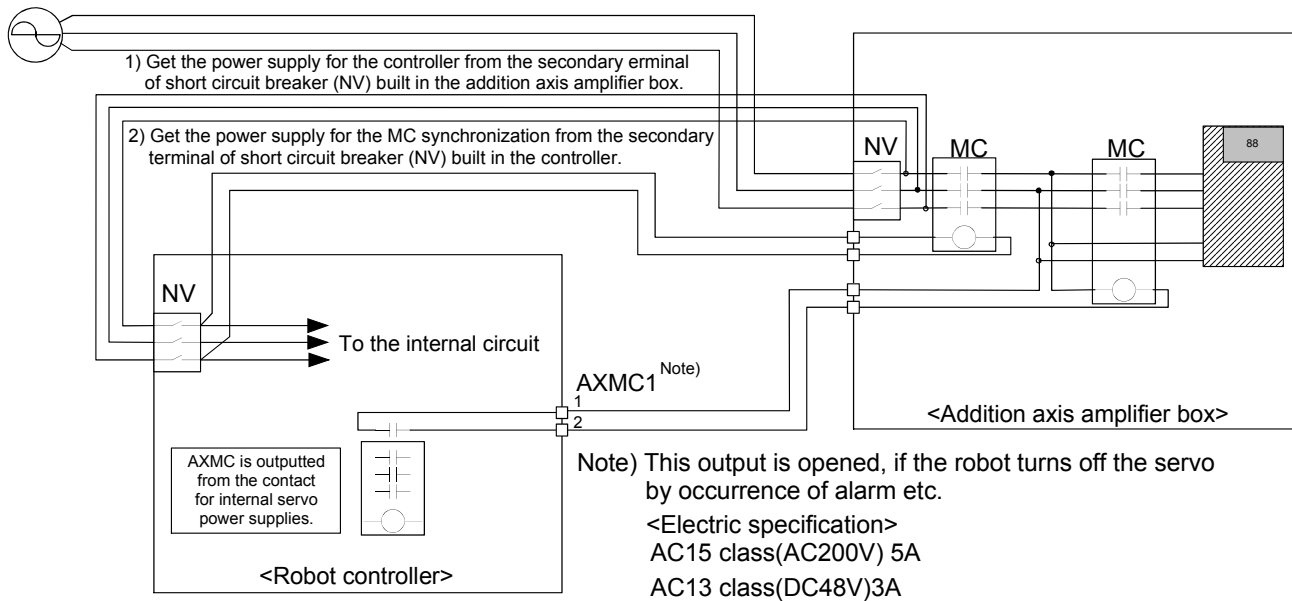 1) Get the power supply for the controller from the secondary erminal
of short circuit breaker (NV) built in the addition axis amplifier box.
2) Get the power supply for the MC synchronization from the secondary
terminal of short circuit breaker (NV) built in the controller.
NV
MC
MC
88
NV
To the internal circuit
AXMC1 Note)
1
2
<Addition axis amplifier box>
AXMC is outputted
from the contact
for internal servo
power supplies.
<Robot controller>
Note) This output is opened, if the robot turns off the servo
by occurrence of alarm etc.
<Electric specification>
AC15 class(AC200V) 5A
AC13 class(DC48V)3A